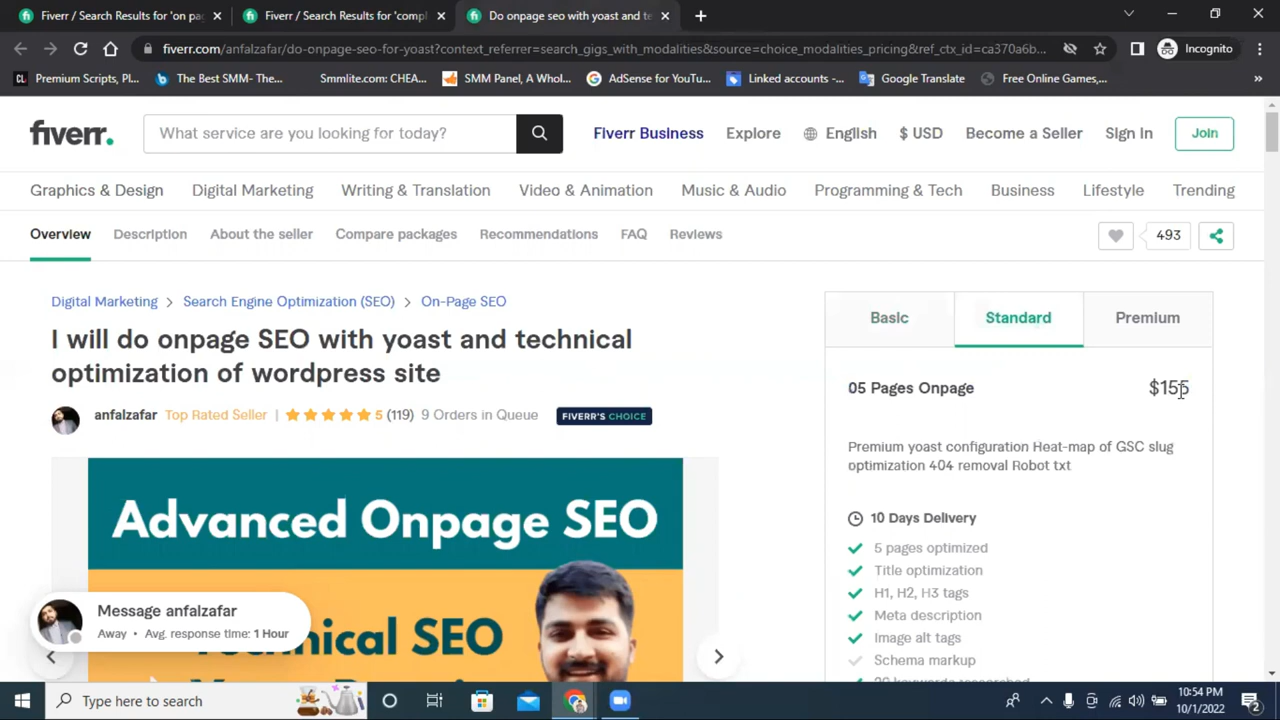 Fiverr / Search Results for 'on pa
Fiverr / Search Results for 'compl
Do onpage seo with yoast and te
fiverr.com/anfalzafar/do-onpage-seo-for-yoast?context_referrer=search_gigs_with_modalities&source=choice_modalities_pricing&ref_ctx_id=ca370a6b...
Incognito
Premium Scripts, Pl...
The Best SMM- The...
Smmlite.com: CHEA...
SMM Panel, A Whol...
AdSense for YouTu...
Linked accounts -...
Google Translate
Free Online Games,...
fiverr.
What service are you looking for today?
Fiverr Business
Explore
English
$ USD
Become a Seller
Sign In
Join
Graphics & Design
Digital Marketing
Writing & Translation
Video & Animation
Music & Audio
Programming & Tech
Business
Lifestyle
Trending
Overview
Description
About the seller
Compare packages
Recommendations
FAQ
Reviews
493
Digital Marketing > Search Engine Optimization (SEO) > On-Page SEO
I will do onpage SEO with yoast and technical
optimization of wordpress site
anfalzafar Top Rated Seller | 5 (119) 9 Orders in Queue FIVERR'S CHOICE
Advanced Onpage SEO
nical SEO
Message anfalzafar
Away • Avg. response time: 1 Hour
Basic
Standard
Premium
05 Pages Onpage
$155
Premium yoast configuration Heat-map of GSC slug
optimization 404 removal Robot txt
10 Days Delivery
5 pages optimized
Title optimization
H1, H2, H3 tags
Meta description
Image alt tags
Schema markup
Type here to search
10:54 PM
10/1/2022
2